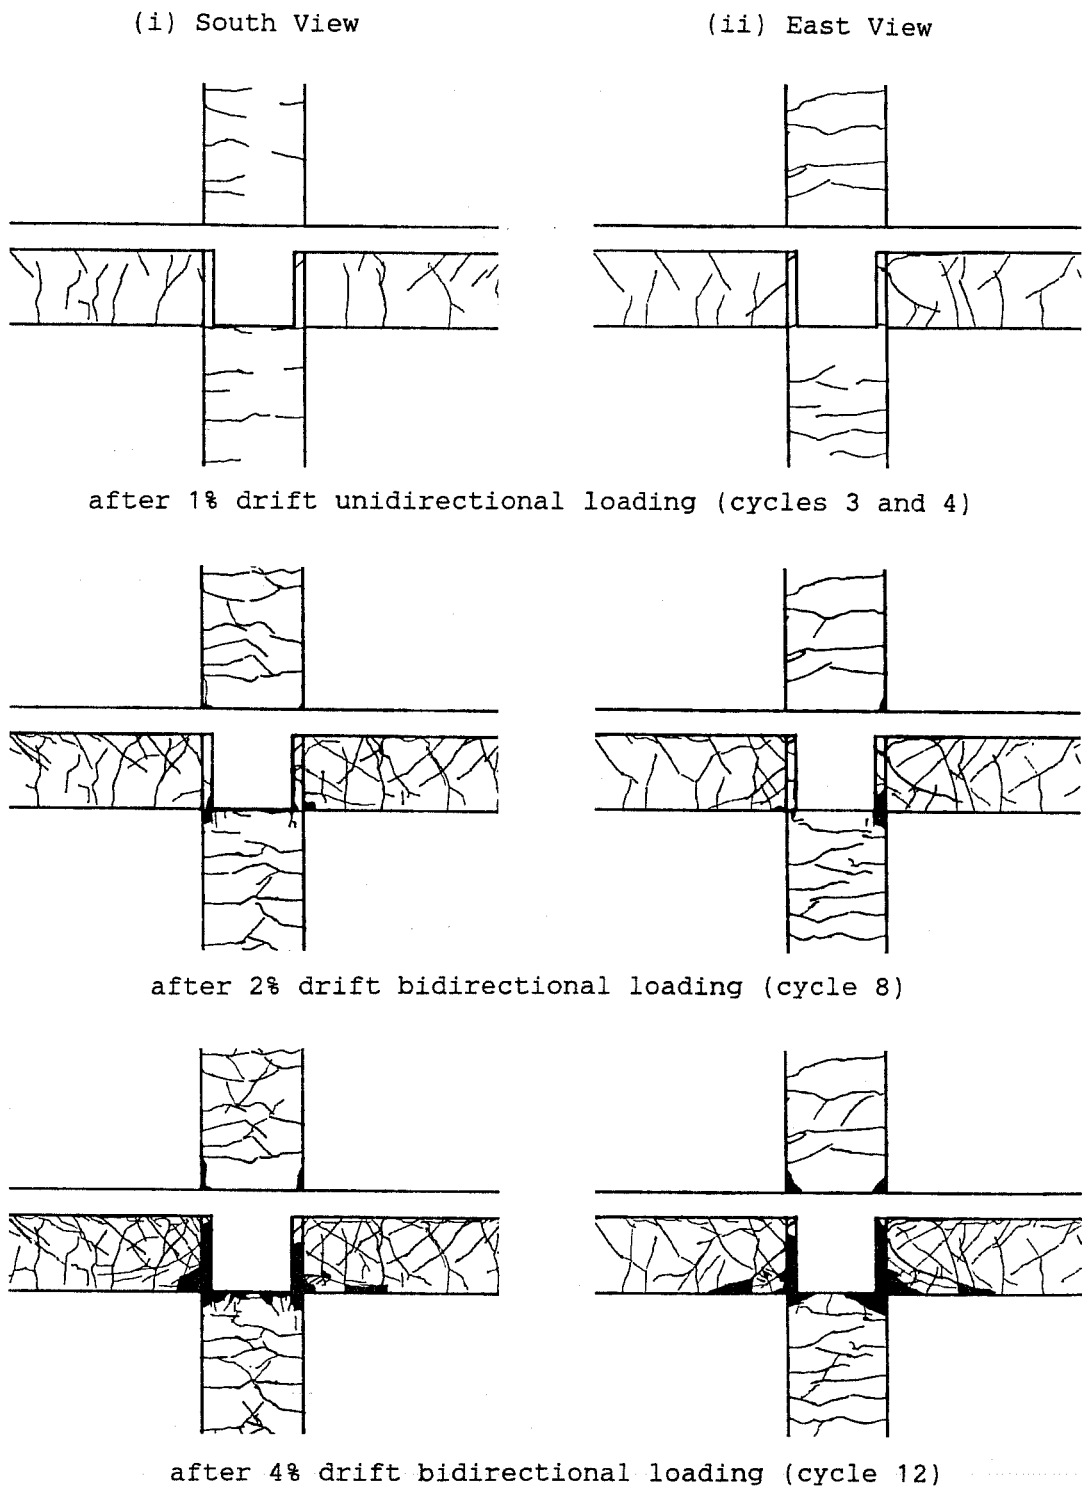 (i) South View
(ii) East View
after 1% drift unidirectional loading (cycles 3 and 4)
after 2% drift bidirectional loading (cycle 8)
after 4% drift bidirectional loading (cycle 12)